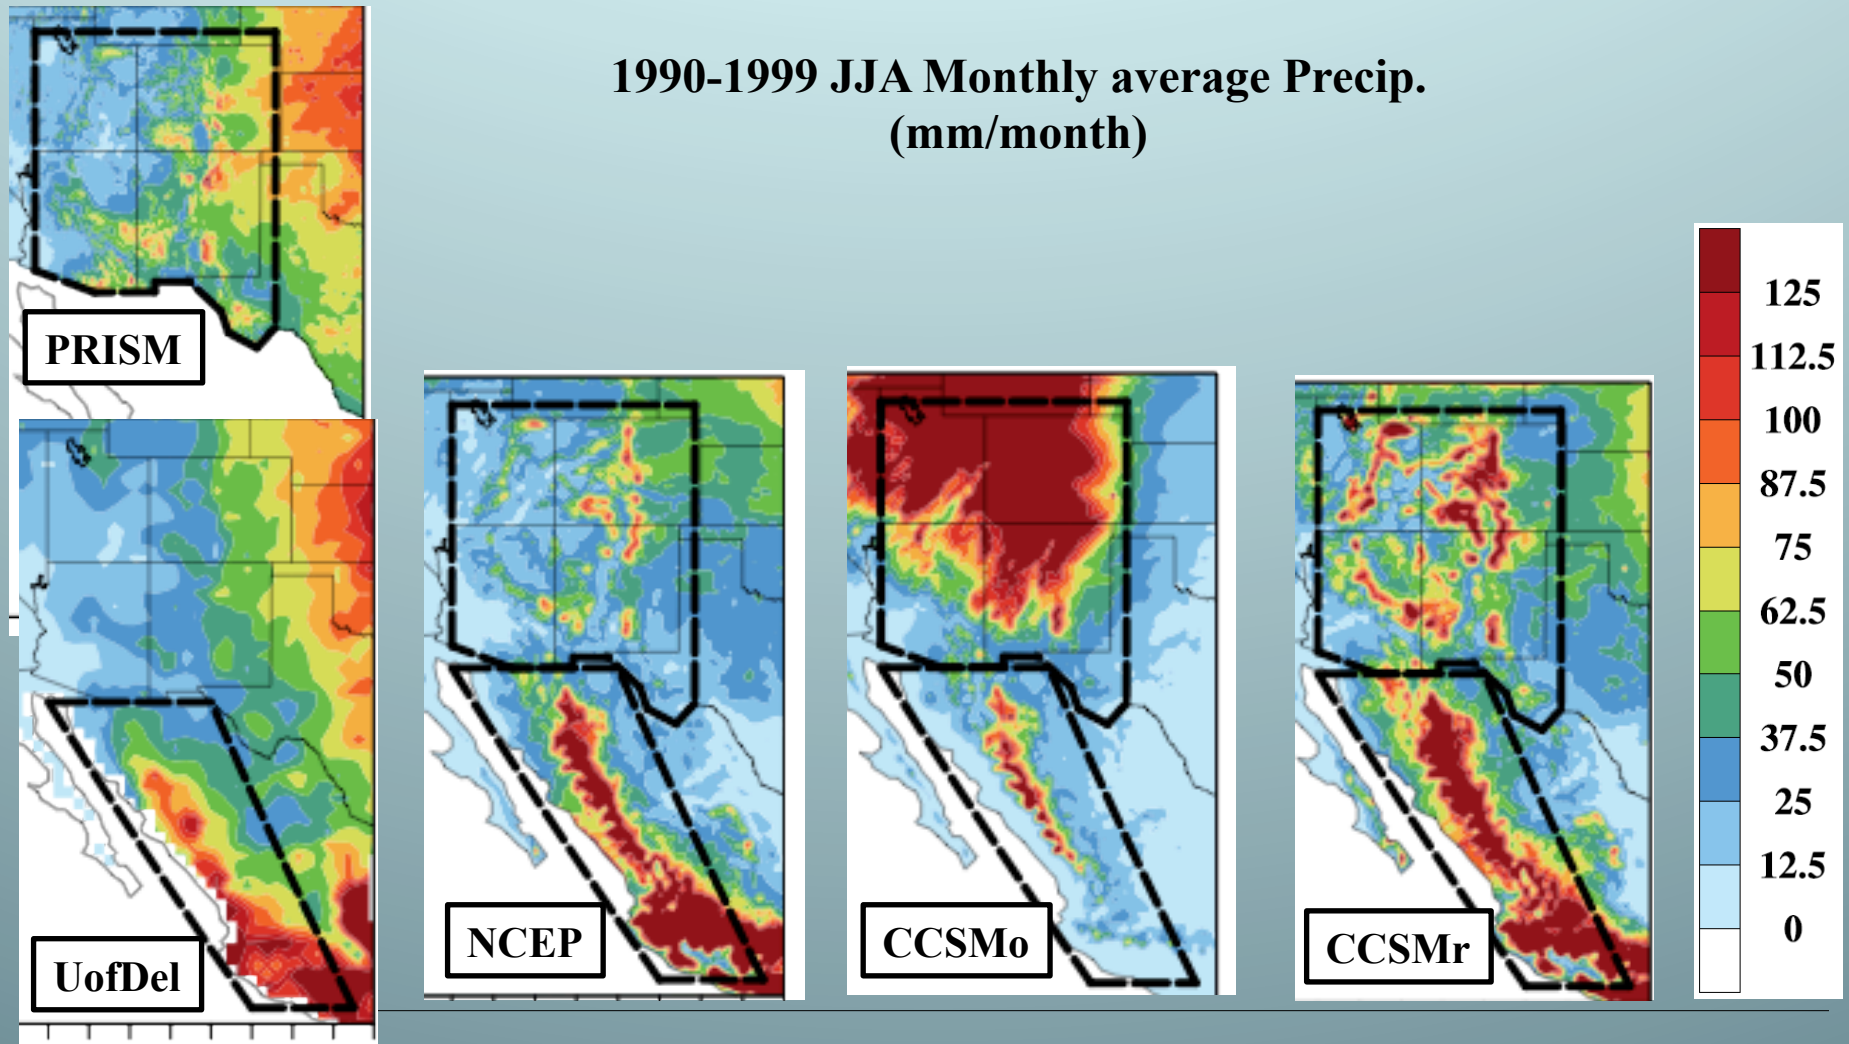 1990-1999 JJA Monthly average Precip.
(mm/month)
PRISM
UofDel
NCEP
CCSMo
CCSMr
125
112.5
100
87.5
75
62.5
50
37.5
25
12.5
0